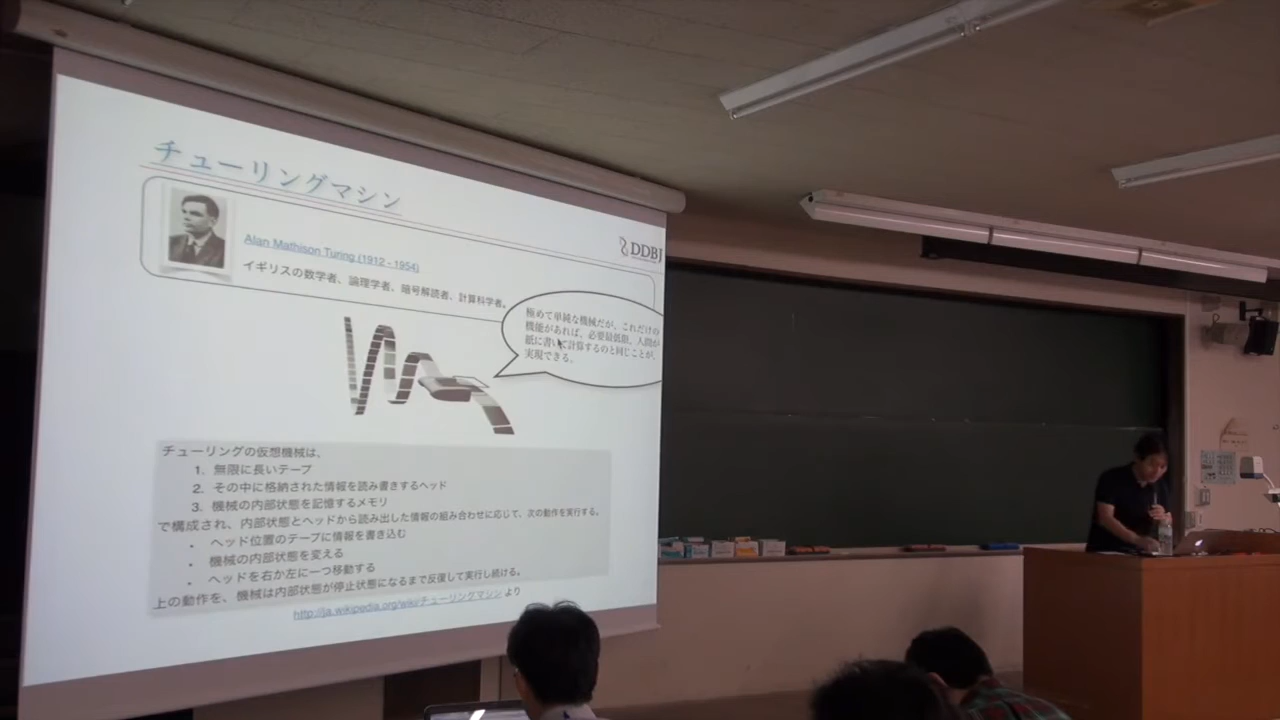 チューリングマシン
DDBJ
Alan Mathison Turing (1912 - 1954)
イギリスの数学者、論理学者、暗号解読者、計算科学者。
極めて単純な機械だが、これだけの
機能があれば、必要最低限、人間が
紙に書いて計算するのと同じことが、
実現できる。
チューリングの仮想機械は、
1. 無限に長いテープ
2. その中に格納された情報を読み書きするヘッド
3. 機械の内部状態を記憶するメモリ
で構成され、内部状態とヘッドから読み出した情報の組み合わせに応じて、次の動作を実行する。
・ ヘッド位置のテープに情報を書き込む
・ 機械の内部状態を変える
・ ヘッドを右か左に一つ移動する
上の動作を、機械は内部状態が停止状態になるまで反復して実行し続ける。
http://ja.wikipedia.org/wiki/チューリングマシン より